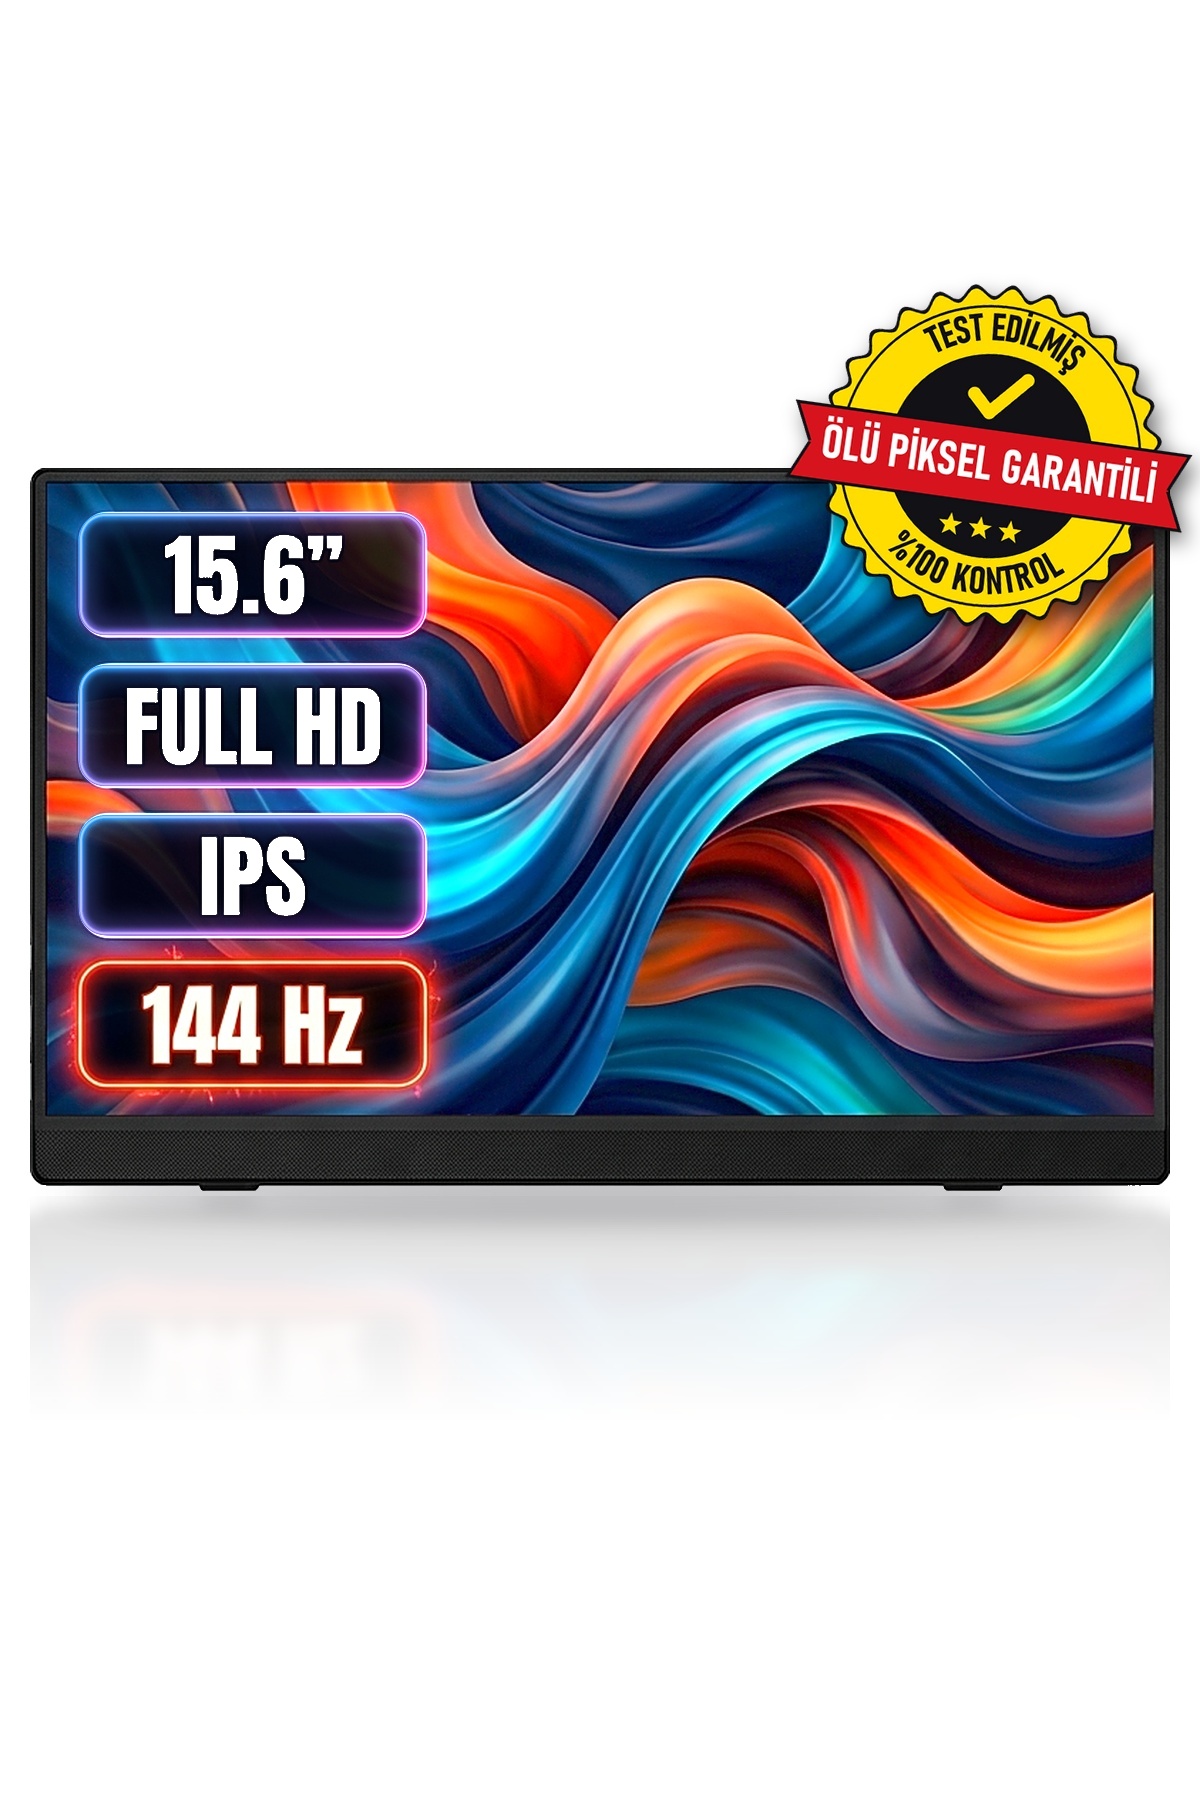 TEST EDİLMİŞ
ÖLÜ PİKSEL GARANTİLİ
%100 KONTROL
15.6”
FULL HD
IPS
144 Hz